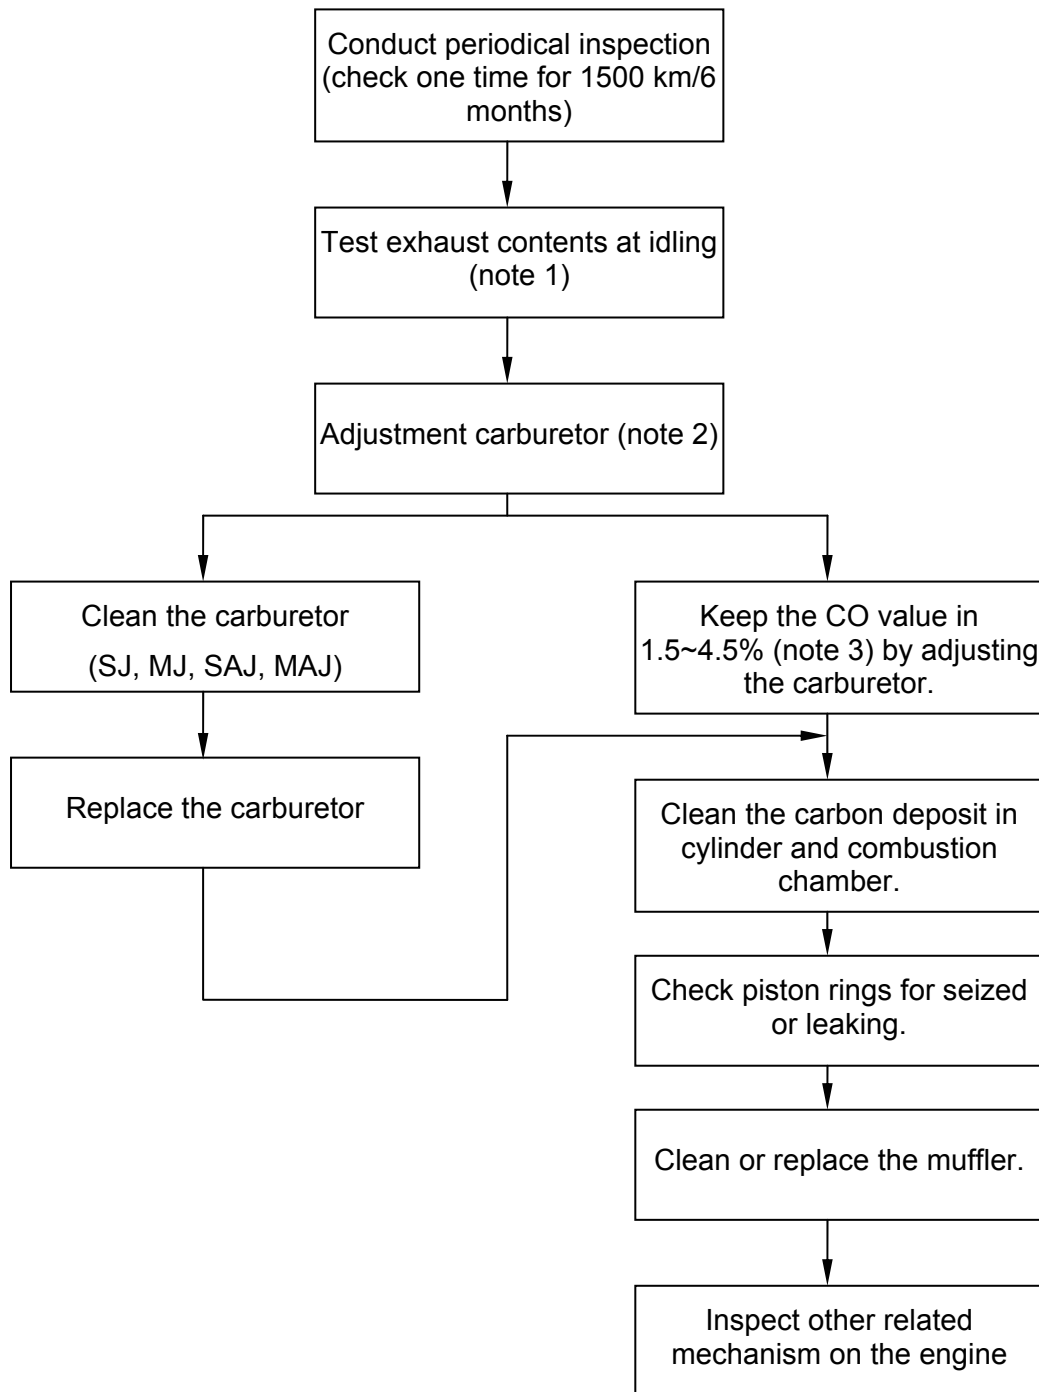 Conduct periodical inspection
(check one time for 1500 km/6
months)
Test exhaust contents at idling
(note 1)
Adjustment carburetor (note 2)
Clean the carburetor
(SJ, MJ, SAJ, MAJ)
Replace the carburetor
Keep the CO value in
1.5~4.5% (note 3) by adjusting
the carburetor.
Clean the carbon deposit in
cylinder and combustion
chamber.
Check piston rings for seized
or leaking.
Clean or replace the muffler.
Inspect other related
mechanism on the engine